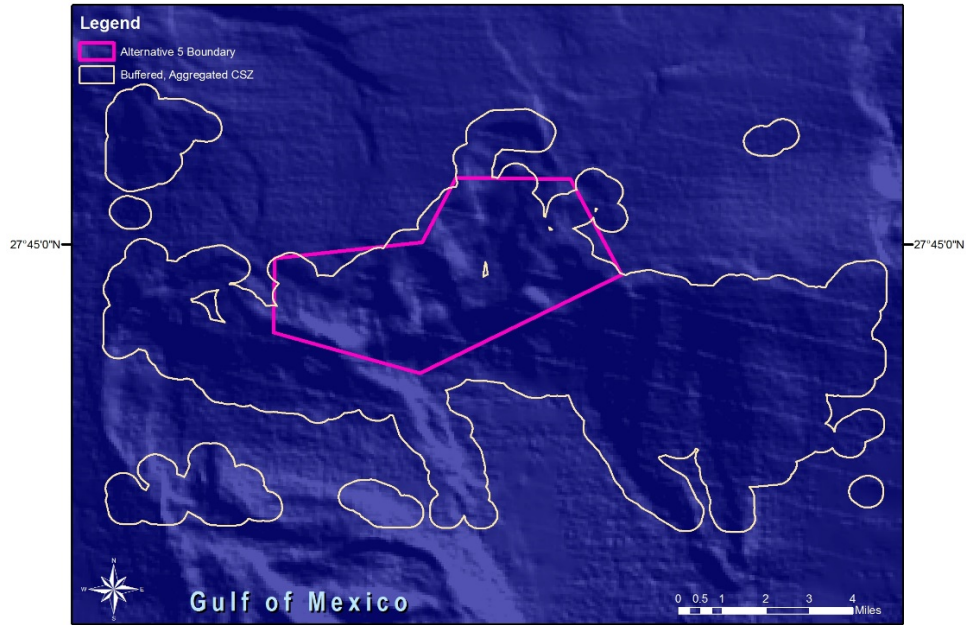 Legend
Alternative 5 Boundary
Buffered, Aggregated CSZ
27°45'0"N
27°45'0"N
N
W
E
S
Gulf of Mexico
0 0.5 1 2 3 4
Miles